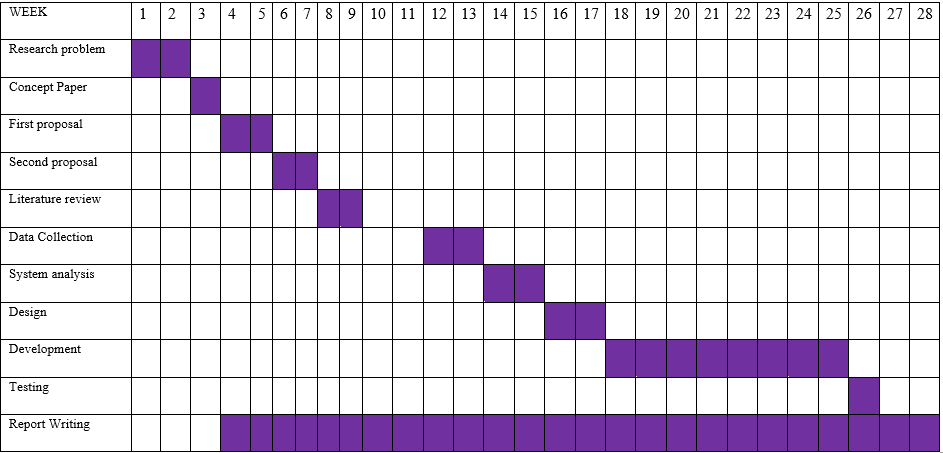 WEEK 1 2 3 4 5 6 7 8 9 10 11 12 13 14 15 16 17 18 19 20 21 22 23 24 25 26 27 28
Research problem
Concept Paper
First proposal
Second proposal
Literature review
Data Collection
System analysis
Design
Development
Testing
Report Writing